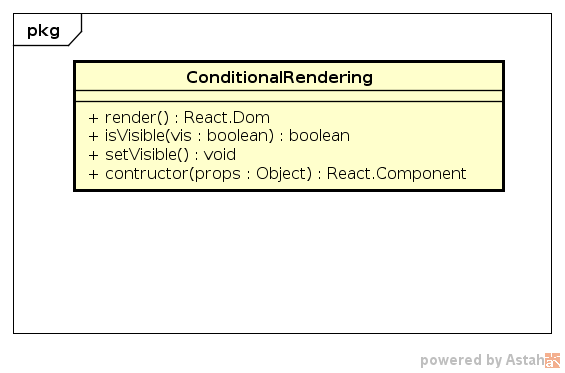 pkg
ConditionalRendering
+ render() : React.Dom
+ isVisible(vis : boolean) : boolean
+ setVisible() : void
+ contructor(props : Object) : React.Component
powered by Astah